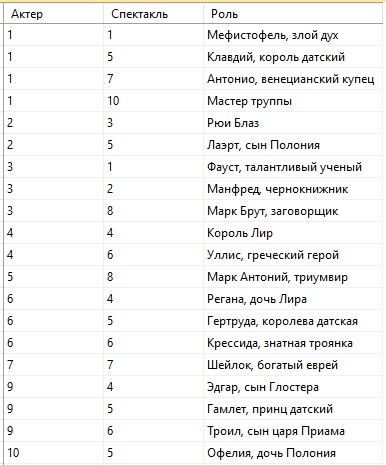 Актер Спектакль Роль
1 1 Мефистофель, злой дух
1 5 Клавдий, король датский
1 7 Антонио, венецианский купец
1 10 Мастер труппы
2 3 Рюи Блаз
2 5 Лаэрт, сын Полония
3 1 Фауст, талантливый ученый
3 2 Манфред, чернокнижник
3 8 Марк Брут, заговорщик
4 4 Король Лир
4 6 Уллис, греческий герой
5 8 Марк Антоний, триумвир
6 4 Регана, дочь Лира
6 5 Гертруда, королева датская
6 6 Крессида, знатная троянка
7 7 Шейлок, богатый еврей
9 4 Эдгар, сын Глостера
9 5 Гамлет, принц датский
9 6 Троил, сын царя Приама
10 5 Офелия, дочь Полония